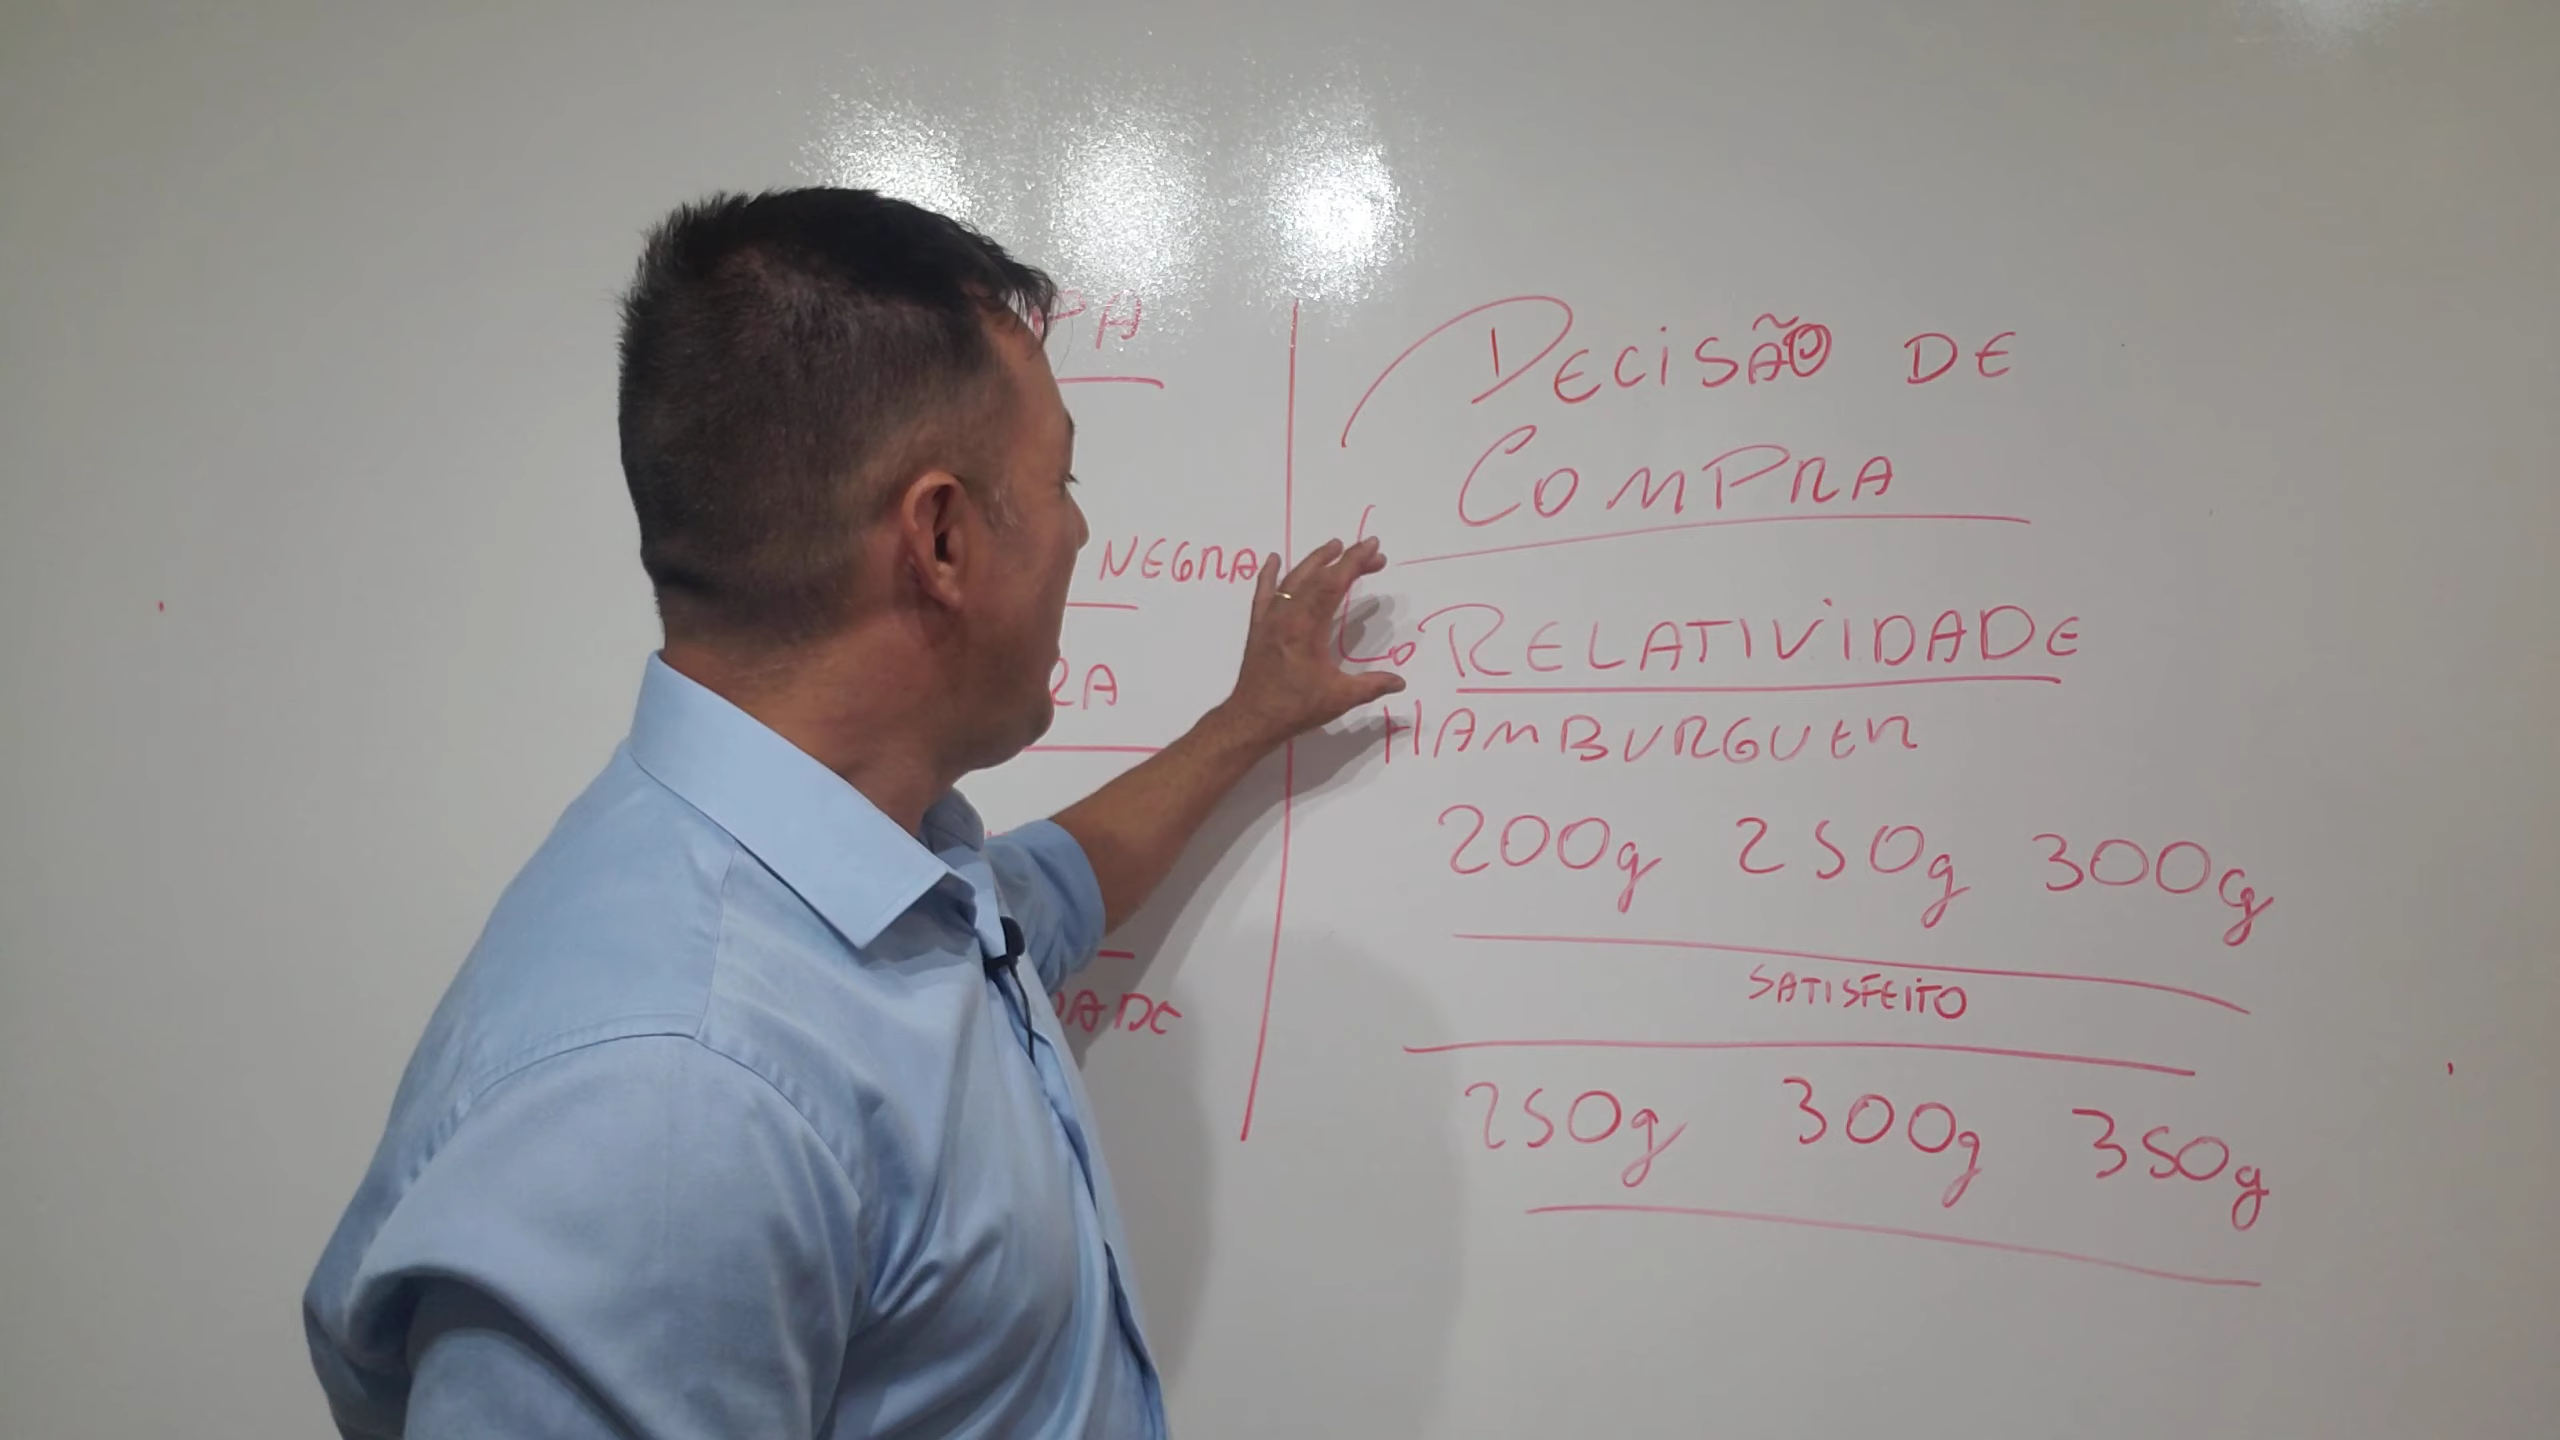 NEGRA
DECISÃO DE
COMPRA
RELATIVIDADE
HAMBURGUER
200g 250g 300g
SATISFEITO
250g 300g 350g